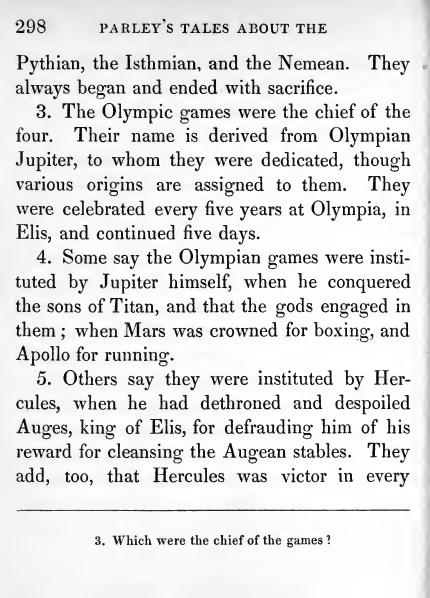 298 PARLEY'S TALES ABOUT THE
Pythian, the Isthmian, and the Nemean. They
always began and ended with sacrifice.
3. The Olympic games were the chief of the
four. Their name is derived from Olympian
Jupiter, to whom they were dedicated, though
various origins are assigned to them. They
were celebrated every five years at Olympia, in
Elis, and continued five days.
4. Some say the Olympian games were insti-
tuted by Jupiter himself, when he conquered
the sons of Titan, and that the gods engaged in
them; when Mars was crowned for boxing, and
Apollo for running.
5. Others say they were instituted by Her-
cules, when he had dethroned and despoiled
Auges, king of Elis, for defrauding him of his
reward for cleansing the Augean stables. They
add, too, that Hercules was victor in every
3. Which were the chief of the games?